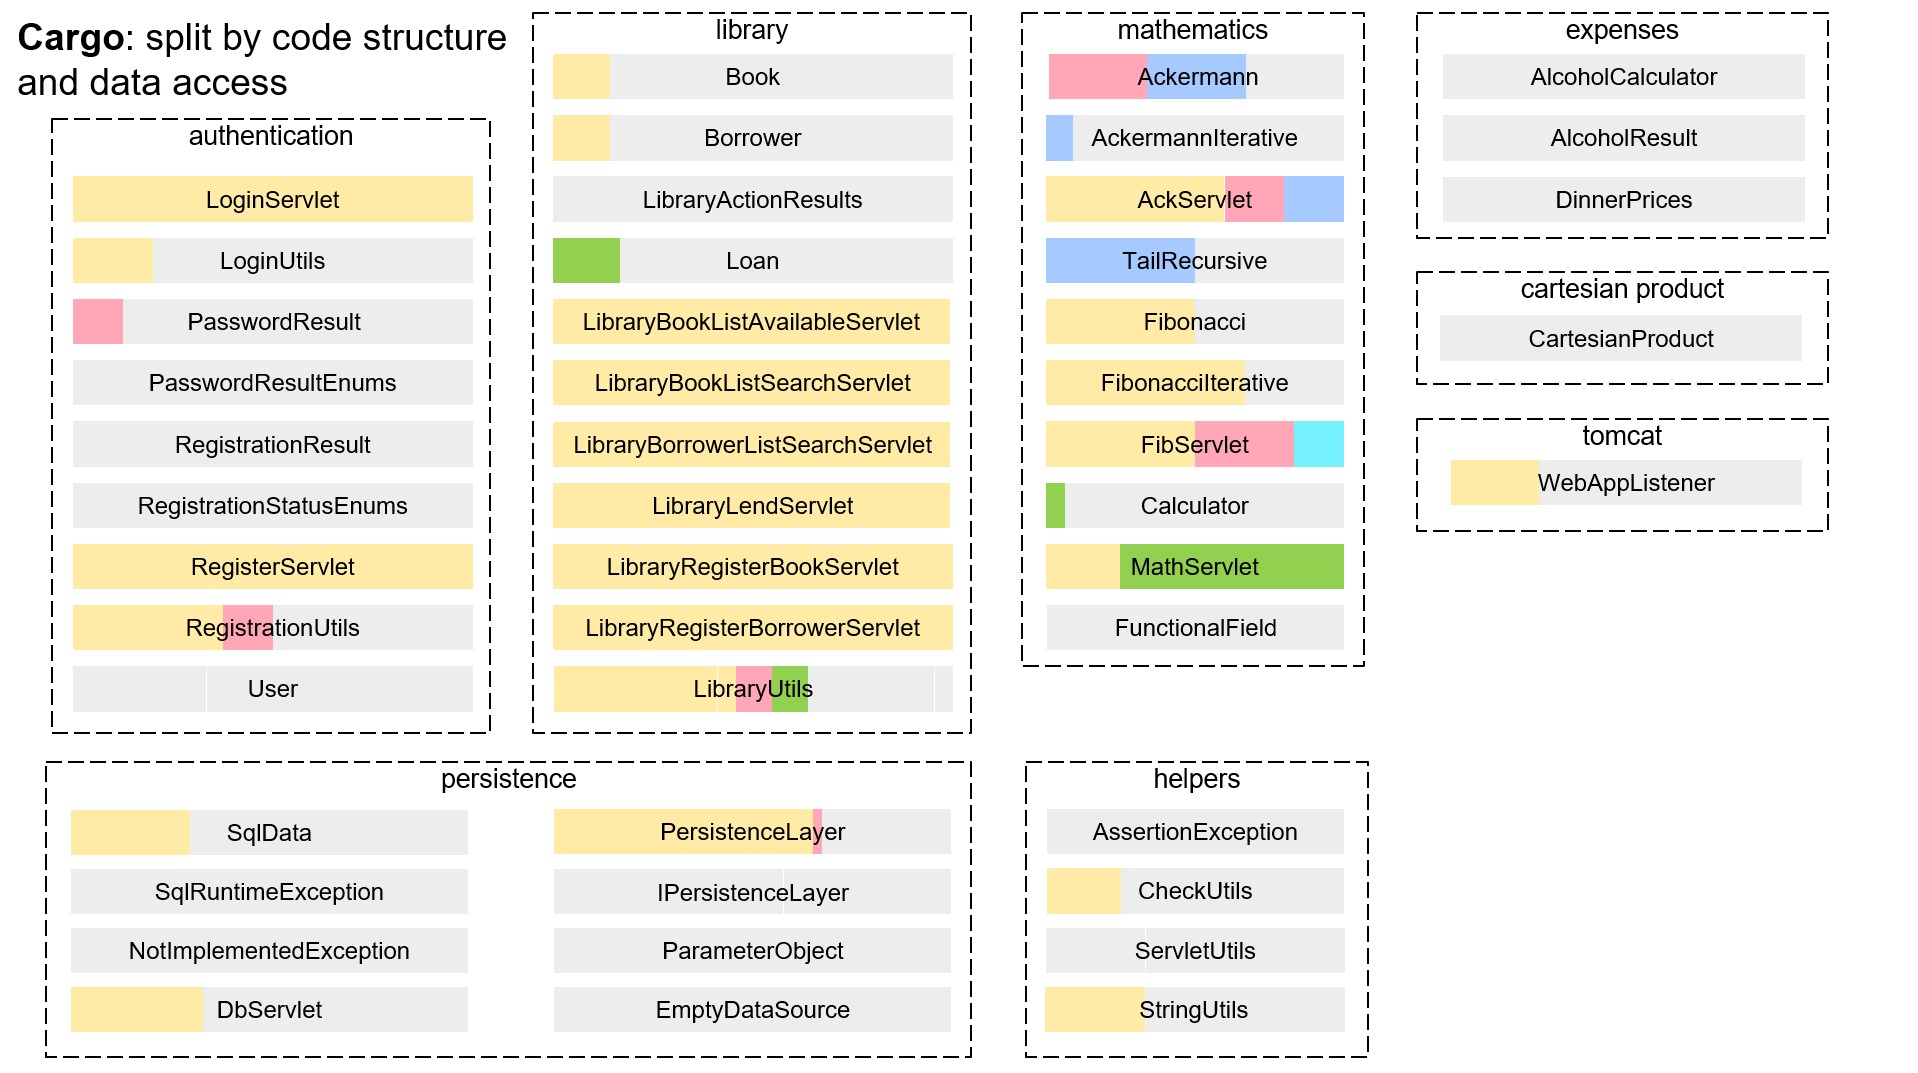 Cargo: split by code structure
and data access
authentication
LoginServlet
LoginUtils
PasswordResult
PasswordResultEnums
RegistrationResult
RegistrationStatusEnums
RegisterServlet
RegistrationUtils
User
library
Book
Borrower
LibraryActionResults
Loan
LibraryBookListAvailableServlet
LibraryBookListSearchServlet
LibraryBorrowerListSearchServlet
LibraryLendServlet
LibraryRegisterBookServlet
LibraryRegisterBorrowerServlet
LibraryUtils
mathematics
Ackermann
AckermannIterative
AckServlet
TailRecursive
Fibonacci
FibonacciIterative
FibServlet
Calculator
MathServlet
FunctionalField
expenses
AlcoholCalculator
AlcoholResult
DinnerPrices
cartesian product
CartesianProduct
tomcat
WebAppListener
persistence
SqlData
SqlRuntimeException
NotImplementedException
DbServlet
PersistenceLayer
IPersistenceLayer
ParameterObject
EmptyDataSource
helpers
AssertionException
CheckUtils
ServletUtils
StringUtils